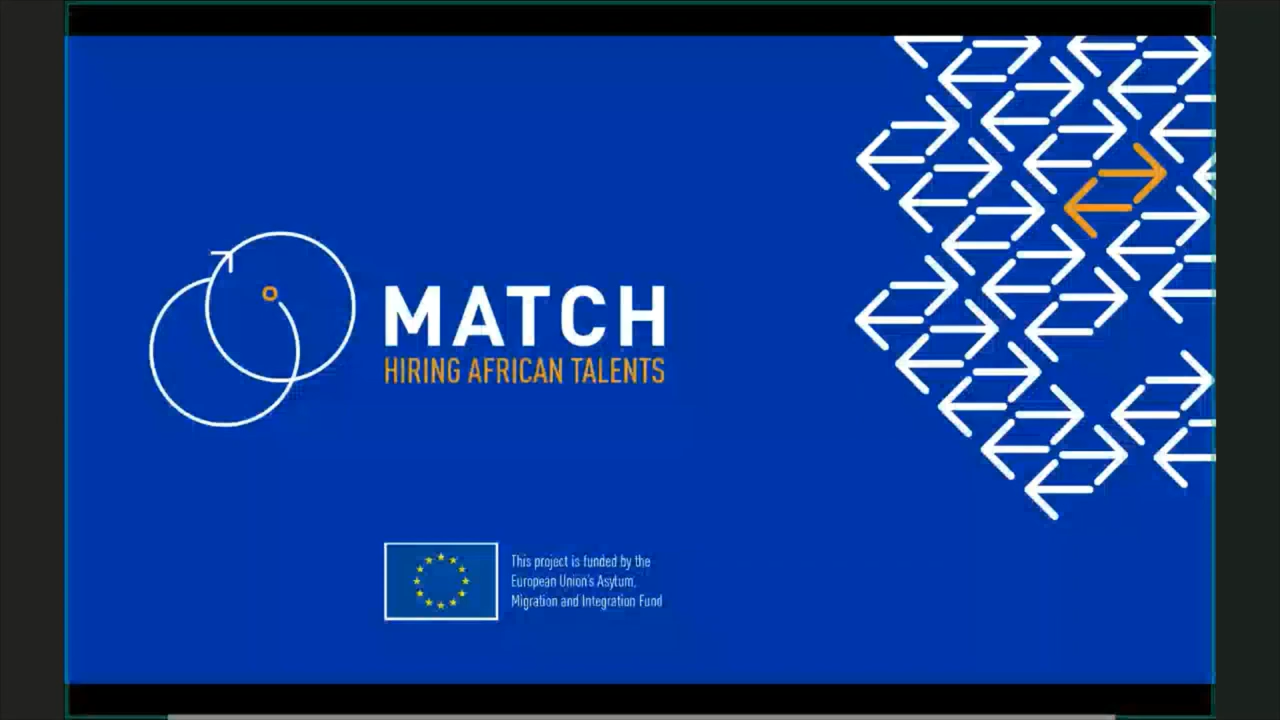 MATCH
HIRING AFRICAN TALENTS
This project is funded by the
European Union's Asylum,
Migration and Integration Fund